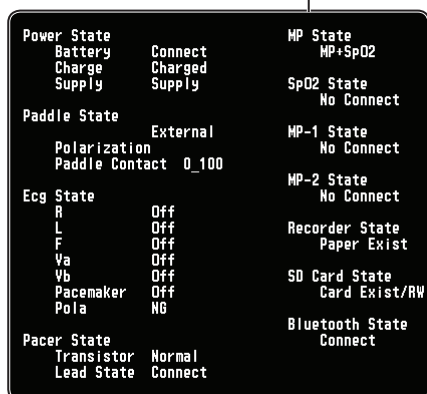 Power State
Battery Connect
Charge Charged
Supply Supply
Paddle State
External
Polarization
Paddle Contact 0_100
Ecg State
R Off
L Off
F Off
Va Off
Vb Off
Pacemaker Off
Pola NG
Pacer State
Transistor Normal
Lead State Connect
MP State
MP+SpO2
SpO2 State
No Connect
MP-1 State
No Connect
MP-2 State
No Connect
Recorder State
Paper Exist
SD Card State
Card Exist/RW
Bluetooth State
Connect